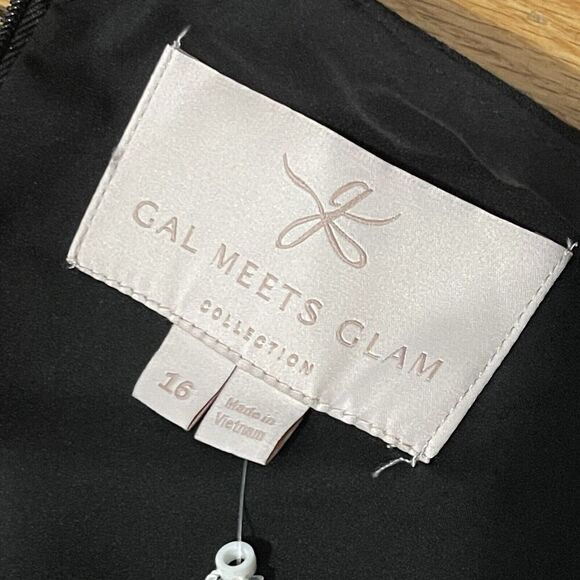 g
GAL MEETS GLAM
COLLECTION
16
Made in
Vietnam